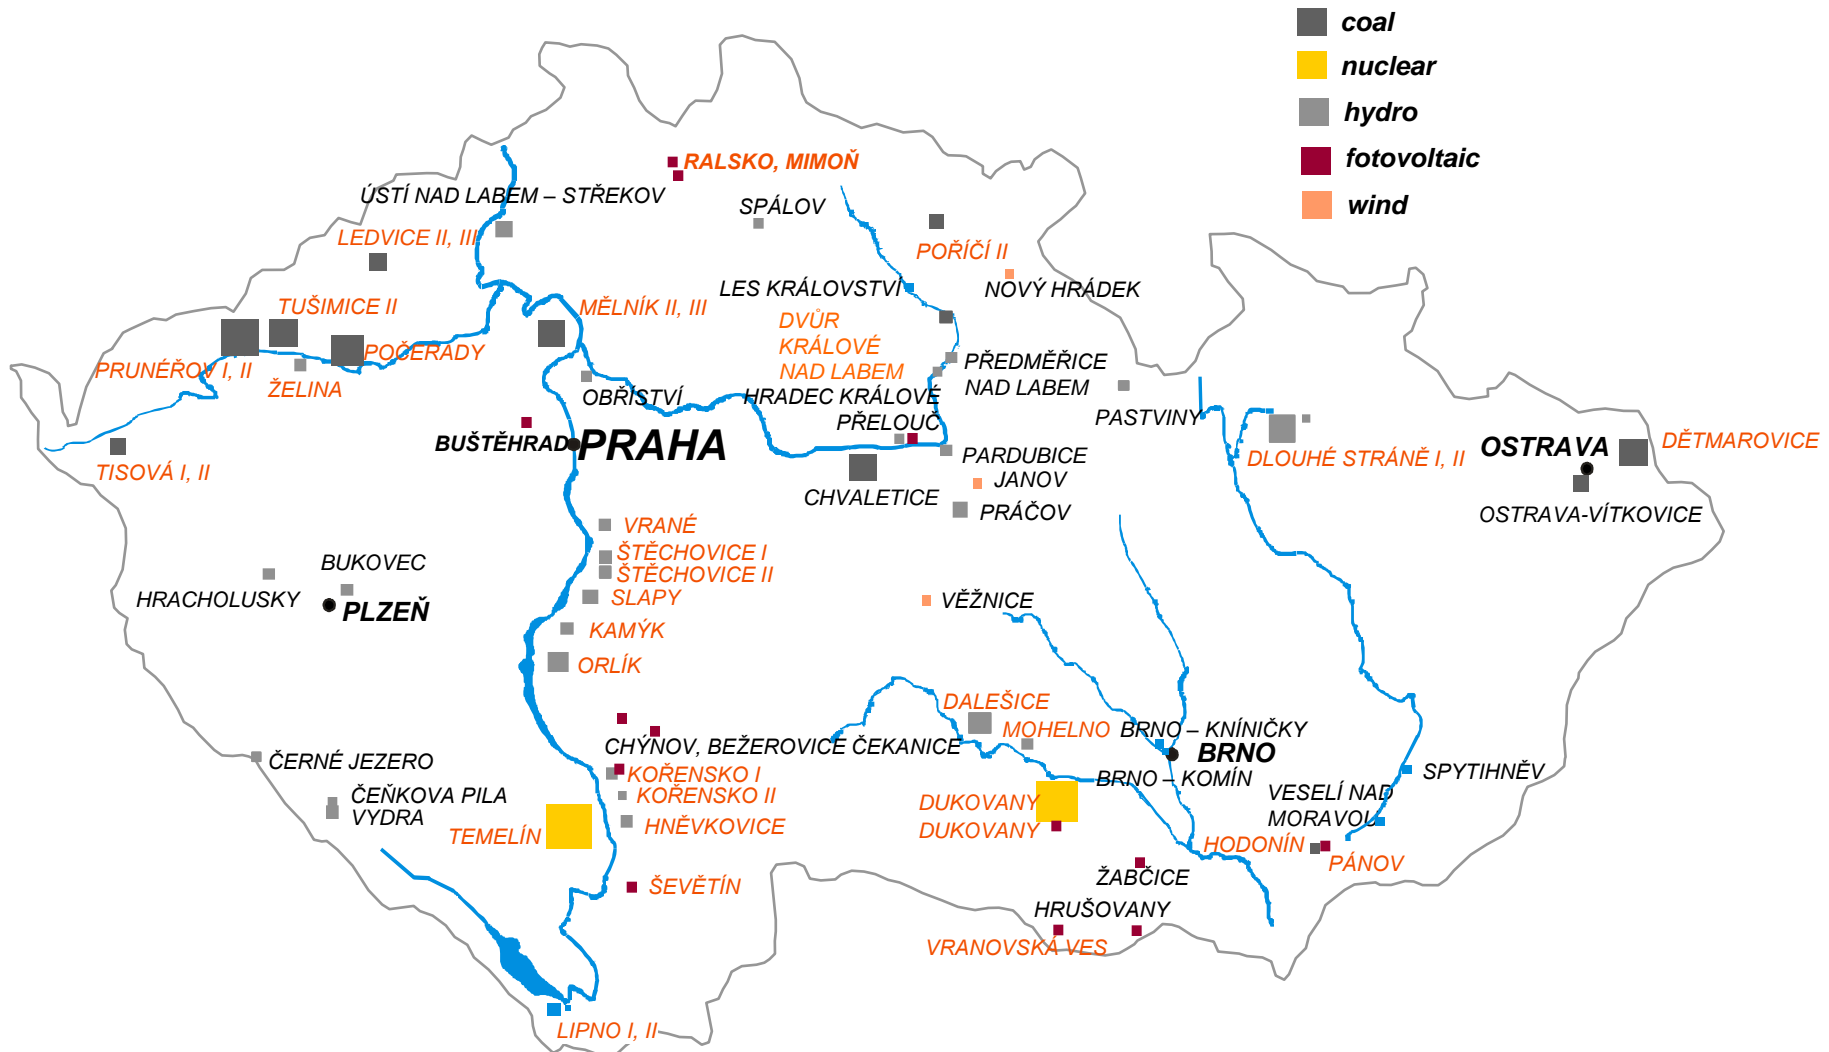 coal
nuclear
hydro
fotovoltaic
wind
RALSKO, MIMOŇ
ÚSTÍ NAD LABEM – STŘEKOV
SPÁLOV
LEDVICE II, III
POŘÍČÍ II
LES KRÁLOVSTVÍ
NOVÝ HRÁDEK
TUŠIMICE II
MĚLNÍK II, III
DVŮR
KRÁLOVÉ
NAD LABEM
POČERADY
PRUNÉŘOV I, II
ŽELINA
PŘEDMĚŘICE
NAD LABEM
OBŘÍSTVÍ
HRADEC KRÁLOVÉ
PŘELOUČ
PASTVINY
BUŠTĚHRAD
PRAHA
OSTRAVA
DĚTMAROVICE
TISOVÁ I, II
PARDUBICE
DLOUHÉ STRÁNĚ I, II
JANOV
CHVALETICE
PRÁČOV
OSTRAVA-VÍTKOVICE
VRANÉ
ŠTĚCHOVICE I
ŠTĚCHOVICE II
BUKOVEC
HRACHOLUSKY
PLZEŇ
SLAPY
VĚŽNICE
KAMÝK
ORLÍK
DALEŠICE
MOHELNO
BRNO – KNÍNIČKY
CHÝNOV, BEŽEROVICE ČEKANICE
BRNO
ČERNÉ JEZERO
KOŘENSKO I
BRNO – KOMÍN
SPYTIHNĚV
KOŘENSKO II
ČEŇKOVA PILA
VYDRA
VESELÍ NAD
MORAVOU
DUKOVANY
DUKOVANY
TEMELÍN
HNĚVKOVICE
HODONÍN
PÁNOV
ŽABČICE
ŠEVĚTÍN
HRUŠOVANY
VRANOVSKÁ VES
LIPNO I, II